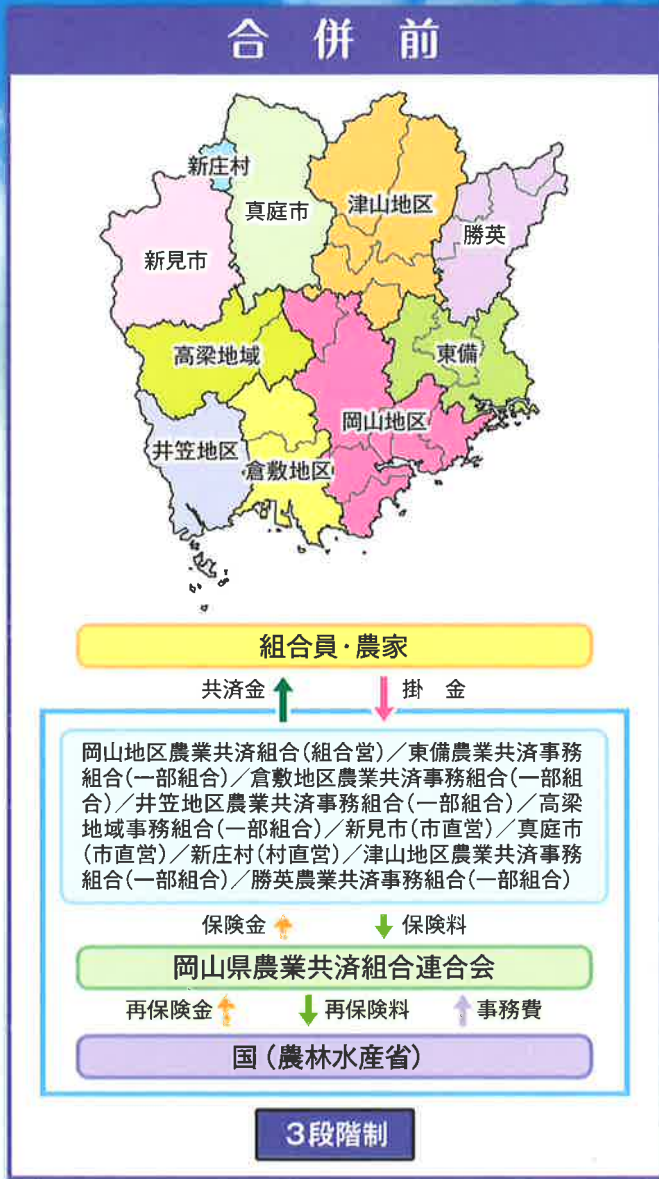 合併前
新庄村
真庭市
津山地区
勝英
新見市
高梁地域
東備
岡山地区
井笠地区
倉敷地区
組合員・農家
共済金
掛 金
岡山地区農業共済組合(組合営)／東備農業共済事務
組合(一部組合)／倉敷地区農業共済事務組合(一部組
合)／井笠地区農業共済事務組合(一部組合)／高梁
地域事務組合(一部組合)／新見市(市直営)／真庭市
(市直営)／新庄村(村直営)／津山地区農業共済事務
組合(一部組合)／勝英農業共済事務組合(一部組合)
保険金
保険料
岡山県農業共済組合連合会
再保険金
再保険料
事務費
国（農林水産省）
3段階制